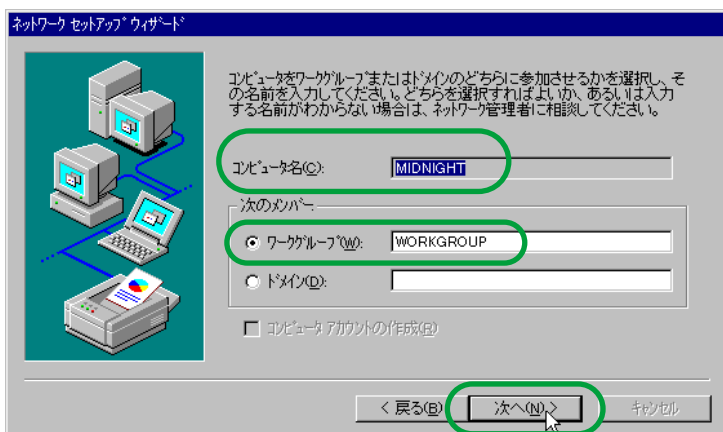 ネットワーク セットアップ ウィザード
コンピュータをワークグループまたはドメインのどちらに参加させるかを選択し、そ
の名前を入力してください。どちらを選択すればよいか、あるいは入力
する名前がわからない場合は、ネットワーク管理者に相談してください。
コンピュータ名(C): MIDNIGHT
次のメンバー:
ワークグループ(W): WORKGROUP
ドメイン(D):
コンピュータ アカウントの作成(R)
< 戻る(B) 次へ(N) > キャンセル